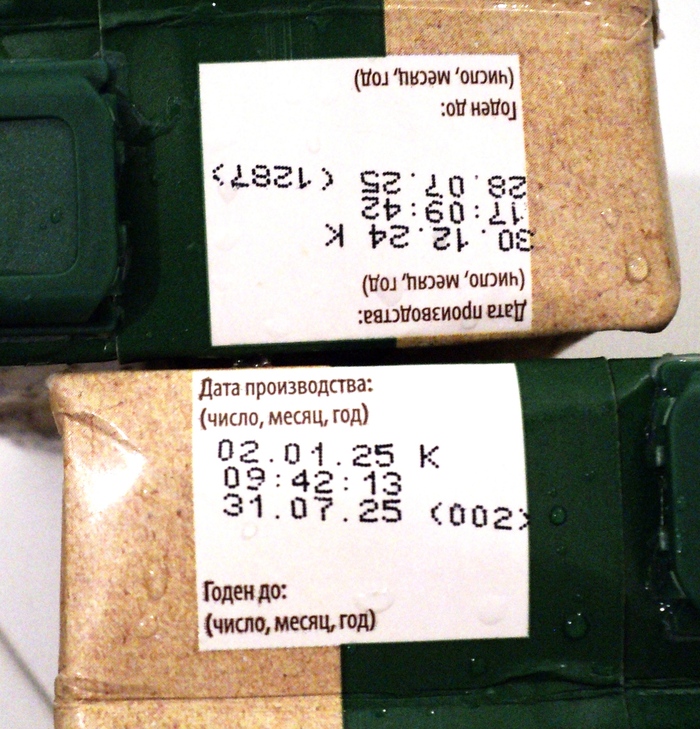 Дата производства:
(число, месяц, год)
30.12.24 К
17:09:42
28.07.25 (1287)
Годен до:
(число, месяц, год)
Дата производства:
(число, месяц, год)
02.01.25 К
09:42:13
31.07.25 (002)
Годен до:
(число, месяц, год)